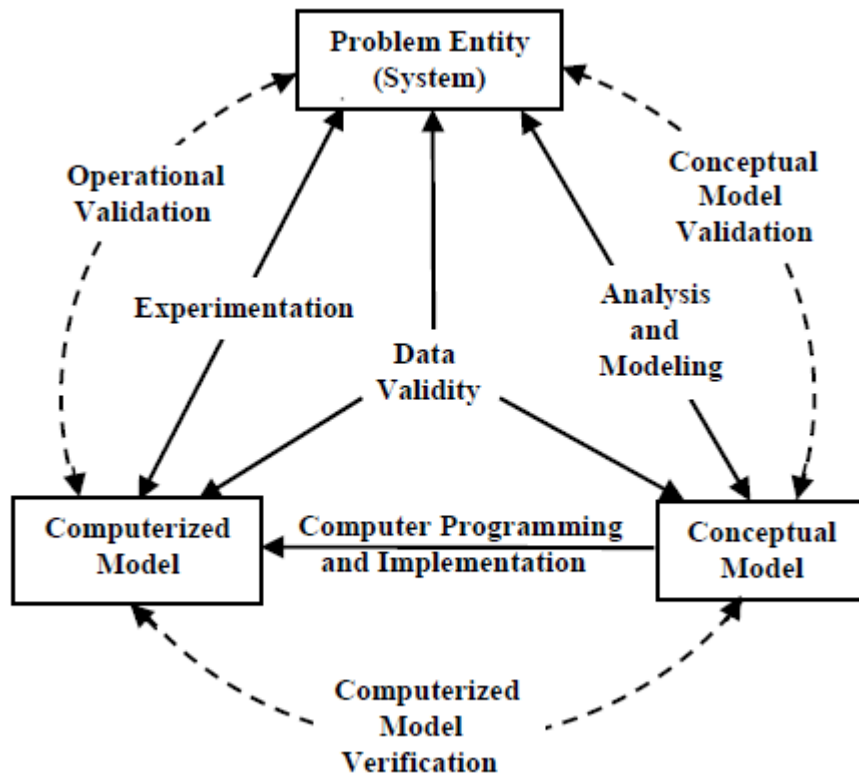 Problem Entity
(System)
Operational
Validation
Conceptual
Model
Validation
Experimentation
Analysis
and
Modeling
Data
Validity
Computerized
Model
Computer Programming
and Implementation
Conceptual
Model
Computerized
Model
Verification